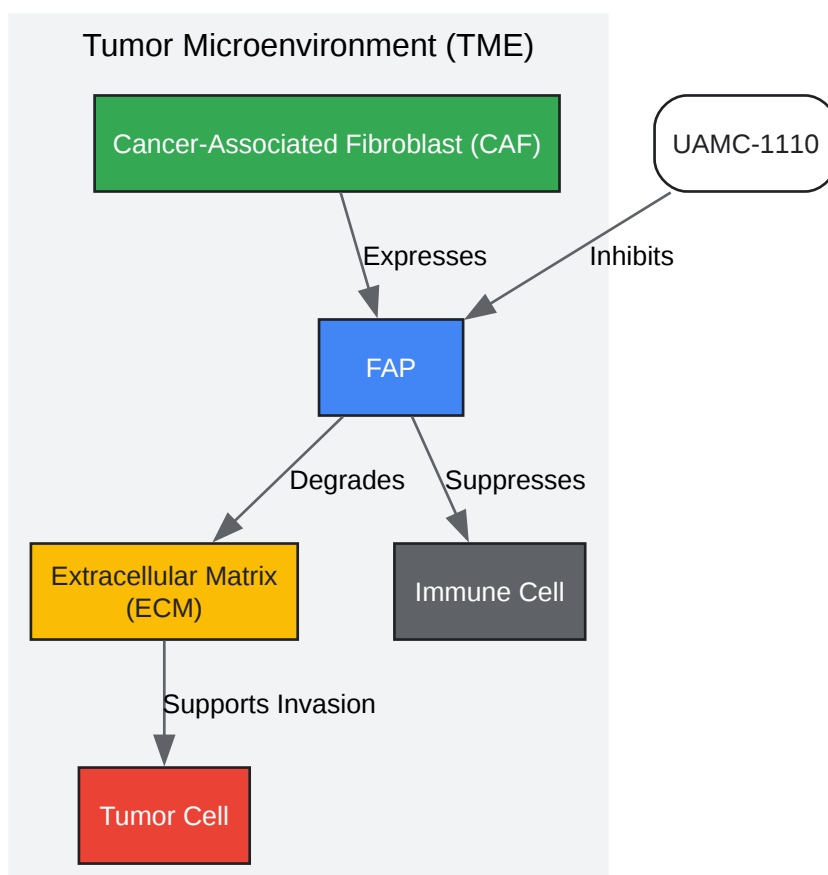 Tumor Microenvironment (TME)
Cancer-Associated Fibroblast (CAF)
UAMC-1110
Expresses
Inhibits
FAP
Degrades
Suppresses
Extracellular Matrix
(ECM)
Immune Cell
Supports Invasion
Tumor Cell